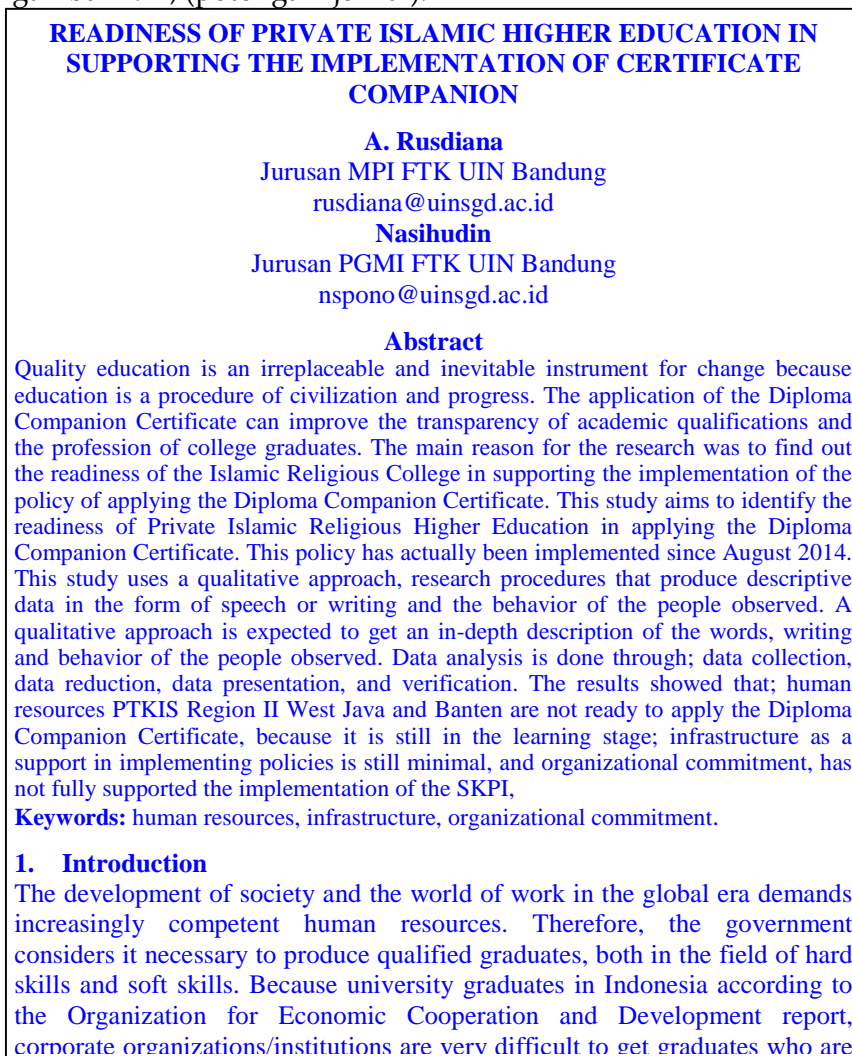 READINESS OF PRIVATE ISLAMIC HIGHER EDUCATION IN
SUPPORTING THE IMPLEMENTATION OF CERTIFICATE
COMPANION
A. Rusdiana
Jurusan MPI FTK UIN Bandung
rusdiana@uinsgd.ac.id
Nasihudin
Jurusan PGMI FTK UIN Bandung
nspono@uinsgd.ac.id
Abstract
Quality education is an irreplaceable and inevitable instrument for change because
education is a procedure of civilization and progress. The application of the Diploma
Companion Certificate can improve the transparency of academic qualifications and
the profession of college graduates. The main reason for the research was to find out
the readiness of the Islamic Religious College in supporting the implementation of the
policy of applying the Diploma Companion Certificate. This study aims to identify the
readiness of Private Islamic Religious Higher Education in applying the Diploma
Companion Certificate. This policy has actually been implemented since August 2014.
This study uses a qualitative approach, research procedures that produce descriptive
data in the form of speech or writing and the behavior of the people observed. A
qualitative approach is expected to get an in-depth description of the words, writing
and behavior of the people observed. Data analysis is done through; data collection,
data reduction, data presentation, and verification. The results showed that; human
resources PTKIS Region II West Java and Banten are not ready to apply the Diploma
Companion Certificate, because it is still in the learning stage; infrastructure as a
support in implementing policies is still minimal, and organizational commitment, has
not fully supported the implementation of the SKPI,
Keywords: human resources, infrastructure, organizational commitment.
1. Introduction
The development of society and the world of work in the global era demands
increasingly competent human resources. Therefore, the government
considers it necessary to produce qualified graduates, both in the field of hard
skills and soft skills. Because university graduates in Indonesia according to
the Organization for Economic Cooperation and Development report,
corporate organizations/institutions are very difficult to get graduates who are